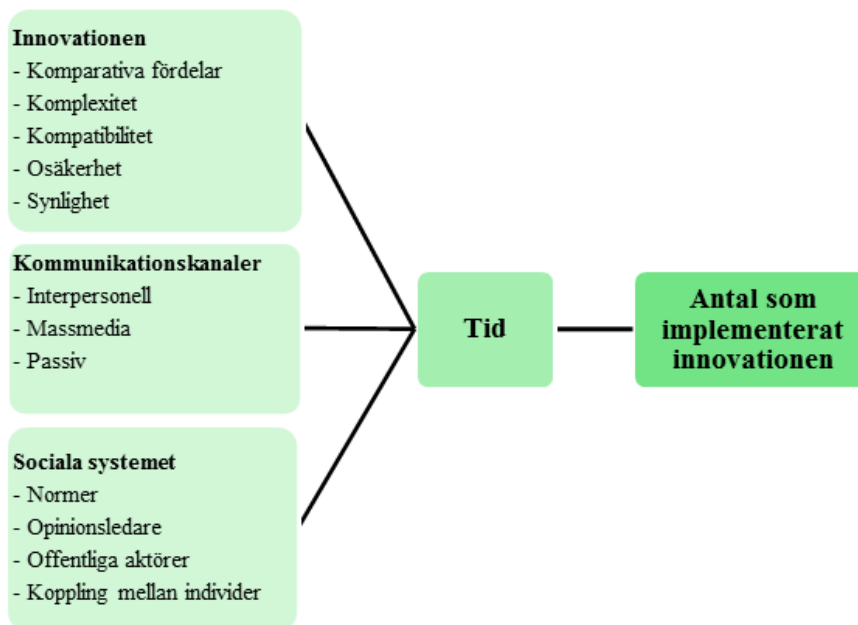 Innovationen
- Komparativa fördelar
- Komplexitet
- Kompatibilitet
- Osäkerhet
- Synlighet
Kommunikationskanaler
- Interpersonell
- Massmedia
- Passiv
Sociala systemet
- Normer
- Opinionsledare
- Offentliga aktörer
- Koppling mellan individer
Tid
Antal som
implementerat
innovationen